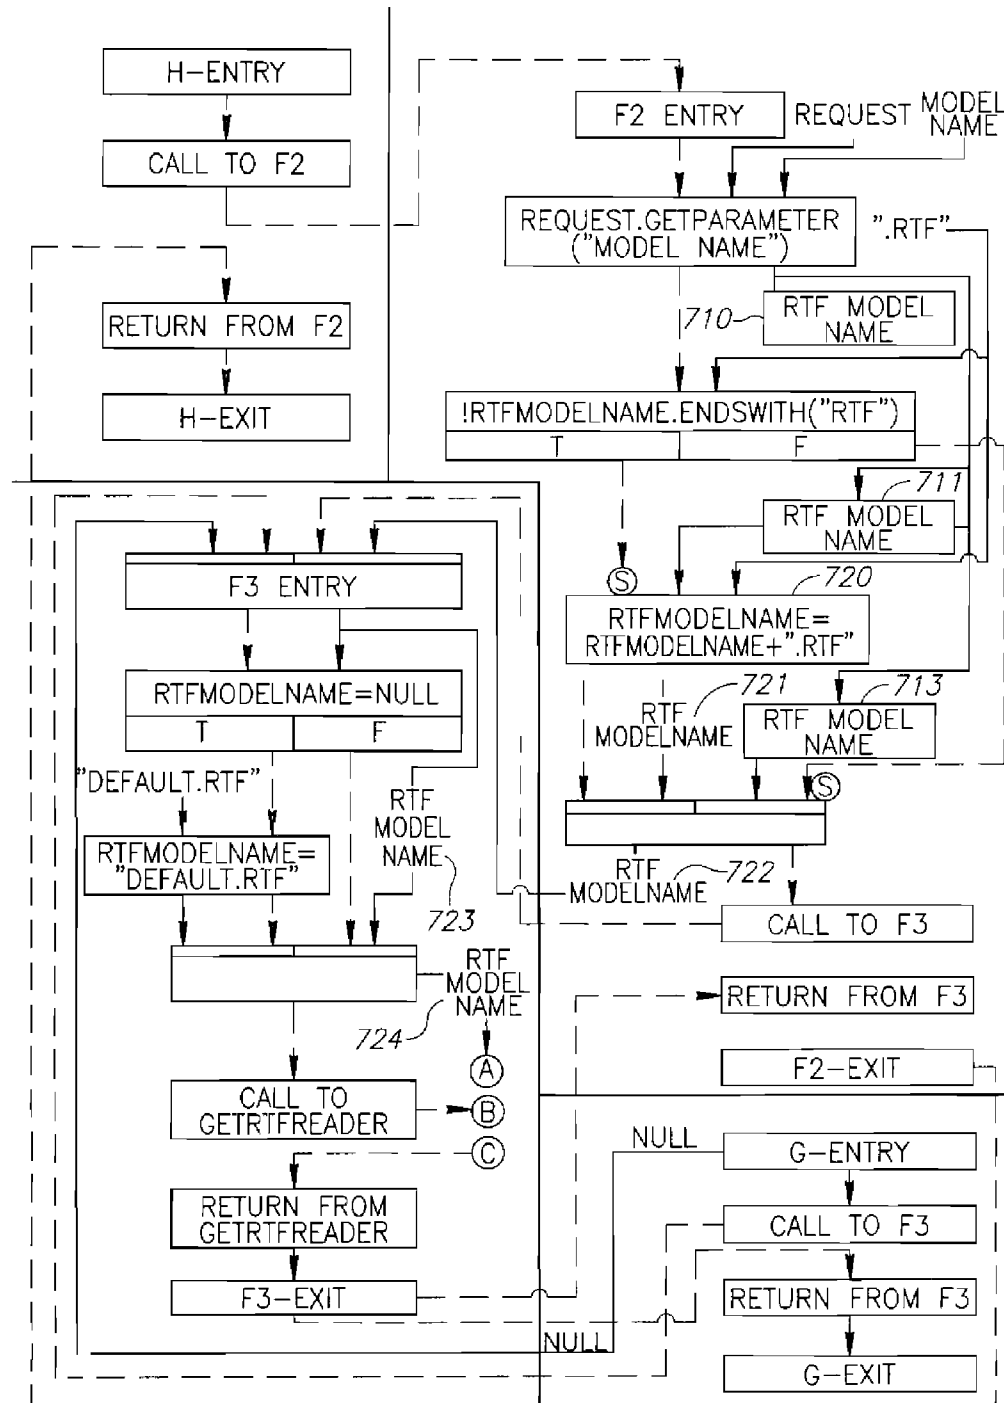 H-ENTRY
CALL TO F2
RETURN FROM F2
H-EXIT
F2 ENTRY
REQUEST
MODEL
NAME
REQUEST.GETPARAMETER
("MODEL NAME")
".RTF"
710
RTF MODEL
NAME
!RTFMODELNAME.ENDSWITH("RTF")
T
F
711
RTF MODEL
NAME
S
720
RTFMODELNAME=
RTFMODELNAME+".RTF"
721
RTF
MODELNAME
713
RTF MODEL
NAME
S
RTF
MODELNAME
722
CALL TO F3
RETURN FROM F3
F2-EXIT
F3 ENTRY
RTFMODELNAME=NULL
T
F
"DEFAULT.RTF"
RTFMODELNAME=
"DEFAULT.RTF"
RTF
MODEL
NAME
723
RTF
MODEL
NAME
724
A
CALL TO
GETRTFREADER
B
C
RETURN FROM
GETRTFREADER
F3-EXIT
NULL
NULL
G-ENTRY
CALL TO F3
RETURN FROM F3
G-EXIT